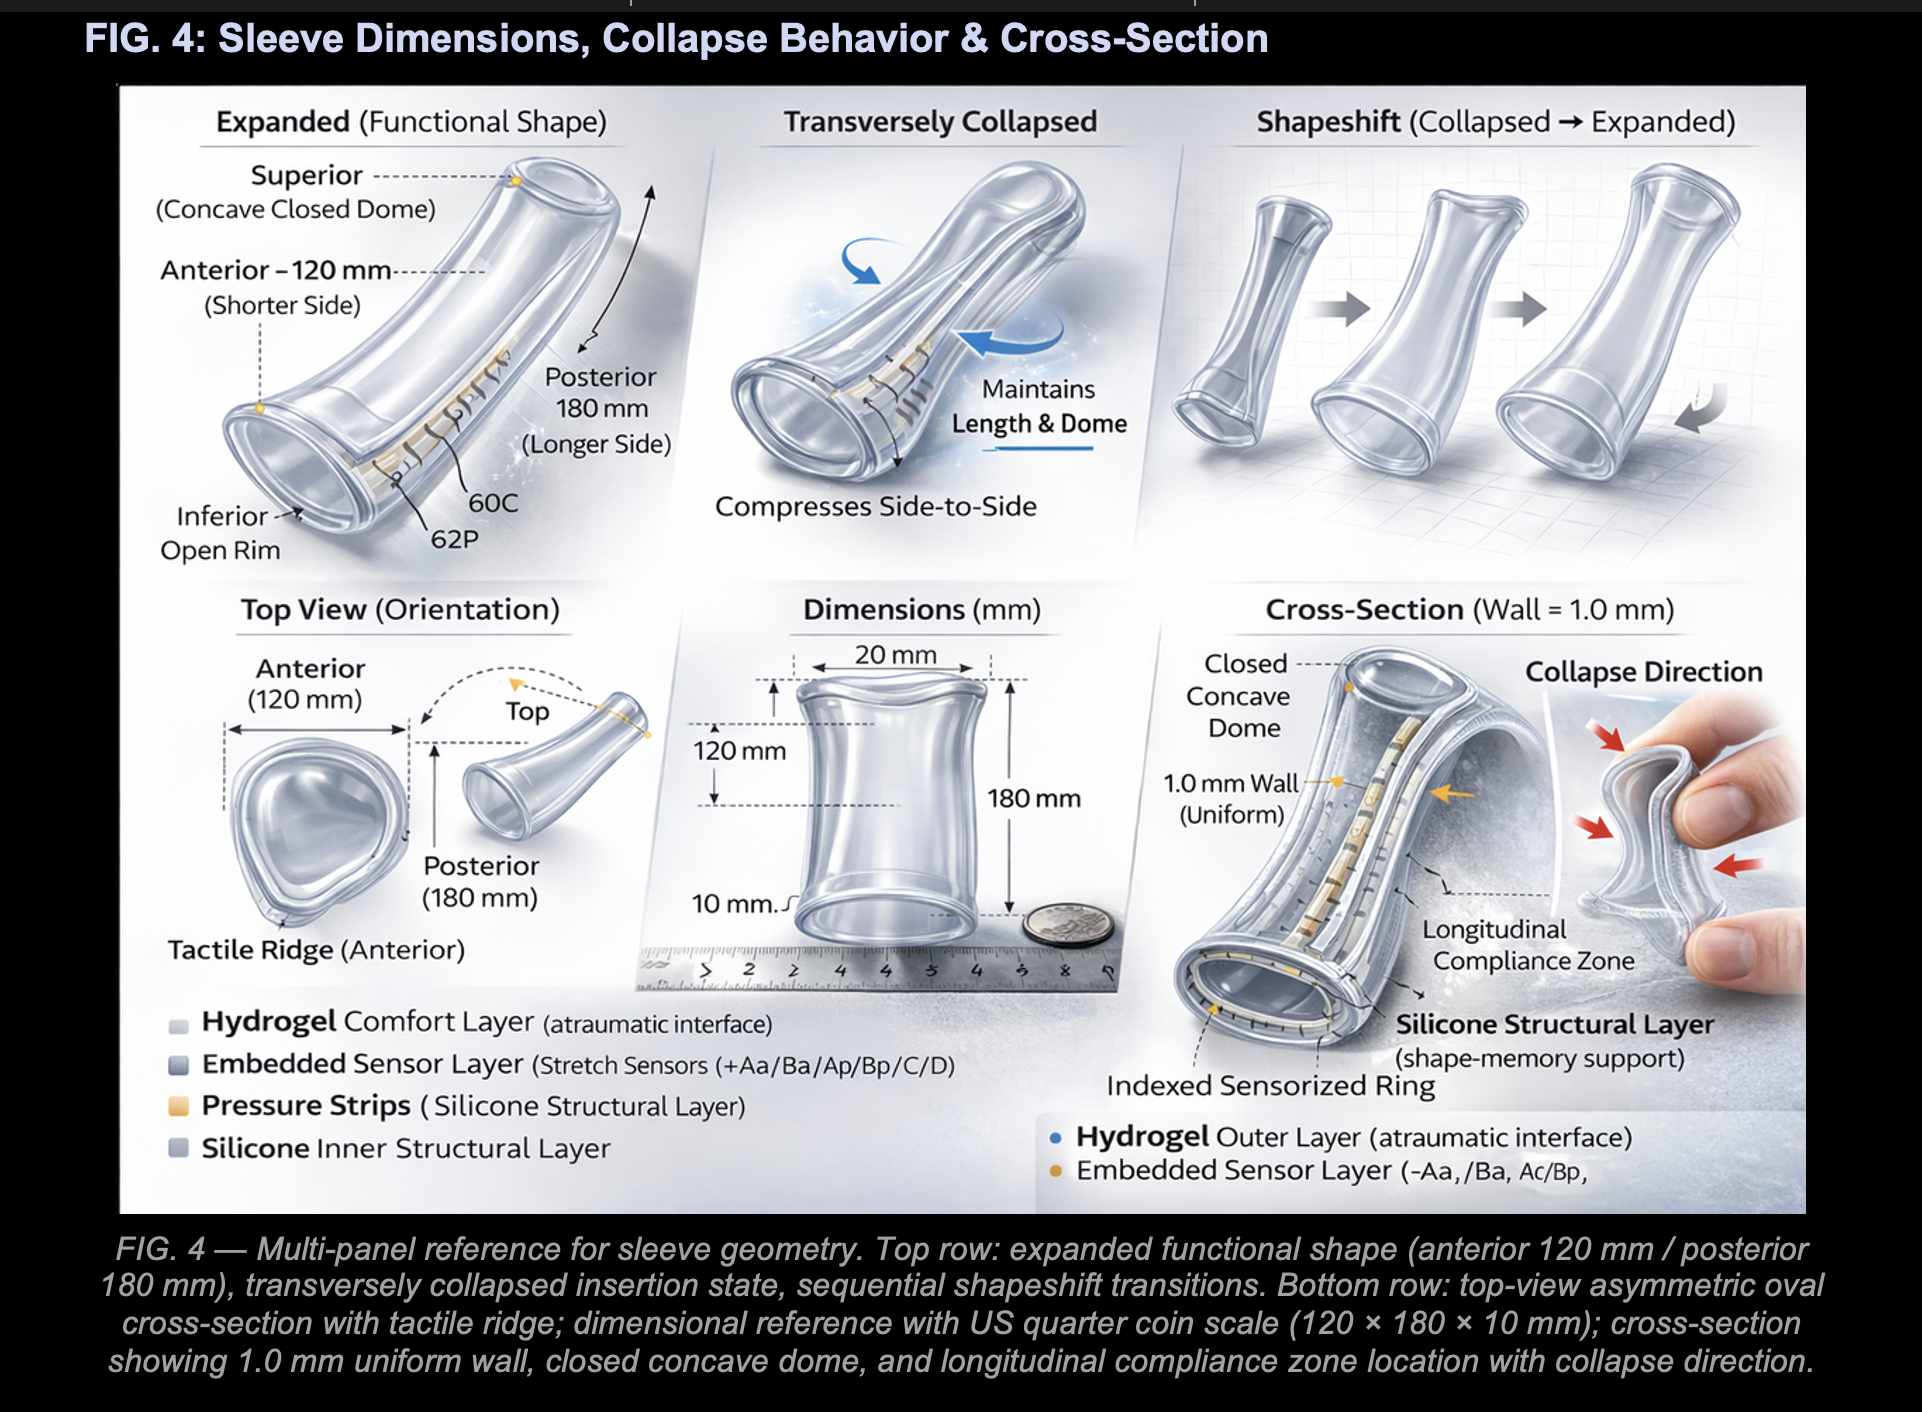 FIG. 4: Sleeve Dimensions, Collapse Behavior & Cross-Section
Expanded (Functional Shape)
Superior
(Concave Closed Dome)
Anterior – 120 mm
(Shorter Side)
Posterior
180 mm
(Longer Side)
60C
62P
Inferior
Open Rim
Transversely Collapsed
Maintains
Length & Dome
Compresses Side-to-Side
Shapeshift (Collapsed → Expanded)
Top View (Orientation)
Anterior
(120 mm)
Top
Posterior
(180 mm)
Tactile Ridge (Anterior)
Dimensions (mm)
20 mm
120 mm
180 mm
10 mm.
2 4 4 4 8
Cross-Section (Wall = 1.0 mm)
Closed
Concave
Dome
Collapse Direction
1.0 mm Wall
(Uniform)
Longitudinal
Compliance Zone
Silicone Structural Layer
(shape-memory support)
Indexed Sensorized Ring
Hydrogel Comfort Layer (atraumatic interface)
Embedded Sensor Layer (Stretch Sensors (+Aa/Ba/Ap/Bp/C/D)
Pressure Strips ( Silicone Structural Layer)
Silicone Inner Structural Layer
Hydrogel Outer Layer (atraumatic interface)
Embedded Sensor Layer (-Aa,/Ba, Ac/Bp,
FIG. 4 — Multi-panel reference for sleeve geometry. Top row: expanded functional shape (anterior 120 mm / posterior
180 mm), transversely collapsed insertion state, sequential shapeshift transitions. Bottom row: top-view asymmetric oval
cross-section with tactile ridge; dimensional reference with US quarter coin scale (120 × 180 × 10 mm); cross-section
showing 1.0 mm uniform wall, closed concave dome, and longitudinal compliance zone location with collapse direction.